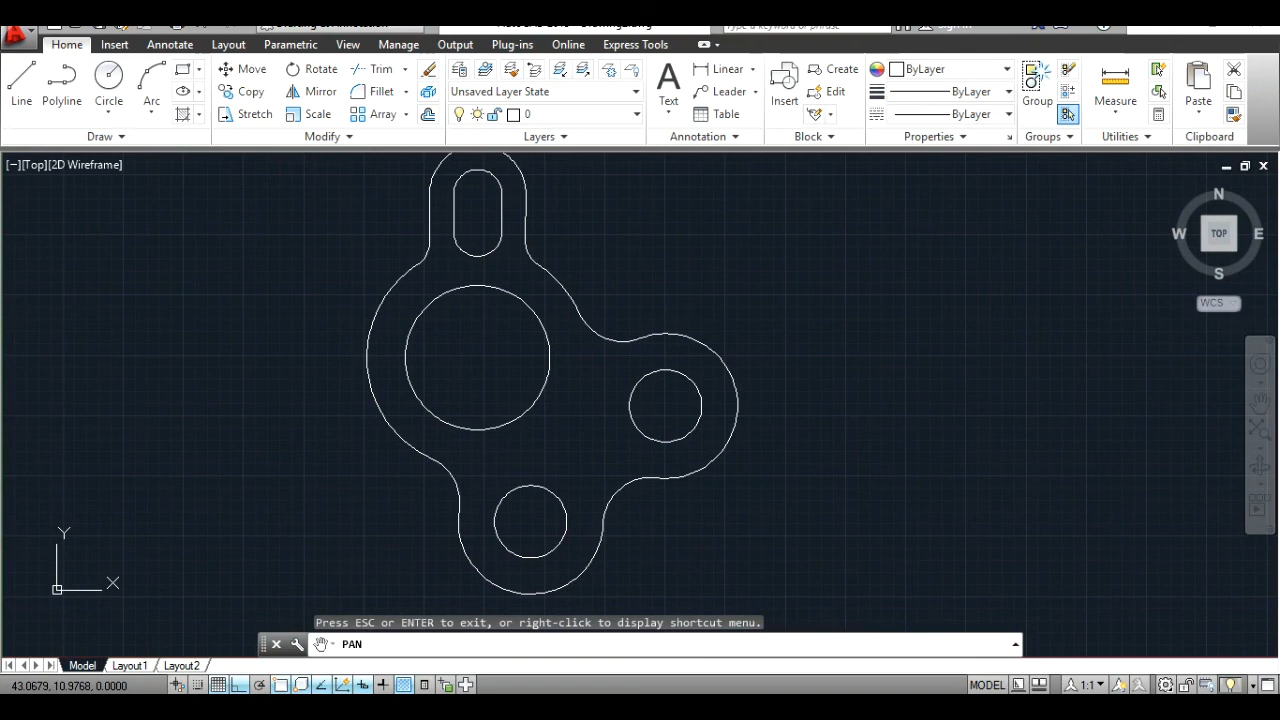 Home Insert Annotate Layout Parametric View Manage Output Plug-ins Online Express Tools
Line Polyline Circle Arc
Move Rotate Trim
Copy Mirror Fillet
Stretch Scale Array
Unsaved Layer State
0
Text
Linear
Leader
Table
Insert
Create
Edit
ByLayer
ByLayer
ByLayer
Group
Measure
Paste
Draw Modify Layers Annotation Block Properties Groups Utilities Clipboard
[−][Top][2D Wireframe]
N
W TOP E
S
WCS
Y
X
Press ESC or ENTER to exit, or right-click to display shortcut menu.
PAN
Model Layout1 Layout2
43.0679, 10.9768, 0.0000 MODEL 1:1